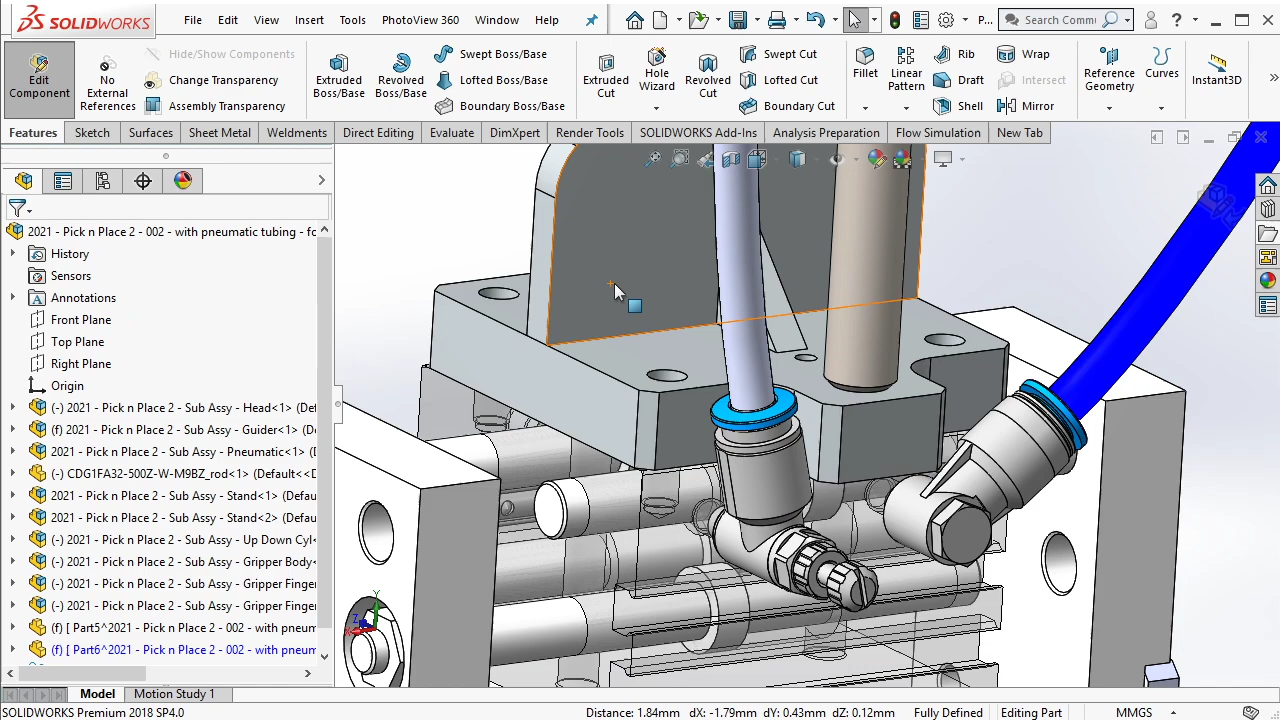 SOLIDWORKS
File Edit View Insert Tools PhotoView 360 Window Help
P...
Search Commu
Edit Component
No External References
Hide/Show Components
Change Transparency
Assembly Transparency
Extruded Boss/Base
Revolved Boss/Base
Swept Boss/Base
Lofted Boss/Base
Boundary Boss/Base
Extruded Cut
Hole Wizard
Revolved Cut
Swept Cut
Lofted Cut
Boundary Cut
Fillet
Linear Pattern
Rib
Draft
Shell
Wrap
Intersect
Mirror
Reference Geometry
Curves
Instant3D
Features Sketch Surfaces Sheet Metal Weldments Direct Editing Evaluate DimXpert Render Tools SOLIDWORKS Add-Ins Analysis Preparation Flow Simulation New Tab
2021 - Pick n Place 2 - 002 - with pneumatic tubing - fo
History
Sensors
Annotations
Front Plane
Top Plane
Right Plane
Origin
(-) 2021 - Pick n Place 2 - Sub Assy - Head<1> (Def
(f) 2021 - Pick n Place 2 - Sub Assy - Guider<1> (D
2021 - Pick n Place 2 - Sub Assy - Pneumatic<1> (
(-) CDG1FA32-500Z-W-M9BZ_rod<1> (Default<<D
2021 - Pick n Place 2 - Sub Assy - Stand<1> (Defau
2021 - Pick n Place 2 - Sub Assy - Stand<2> (Defau
(-) 2021 - Pick n Place 2 - Sub Assy - Up Down Cyl<
(-) 2021 - Pick n Place 2 - Sub Assy - Gripper Body<
(-) 2021 - Pick n Place 2 - Sub Assy - Gripper Finger
(-) 2021 - Pick n Place 2 - Sub Assy - Gripper Finger
(f) [ Part5^2021 - Pick n Place 2 - 002 - with pneum
(f) [ Part6^2021 - Pick n Place 2 - 002 - with pneum
Y
Z
X
Model Motion Study 1
SOLIDWORKS Premium 2018 SP4.0
Distance: 1.84mm dX: -1.79mm dY: 0.43mm dZ: 0.12mm Fully Defined Editing Part MMGS